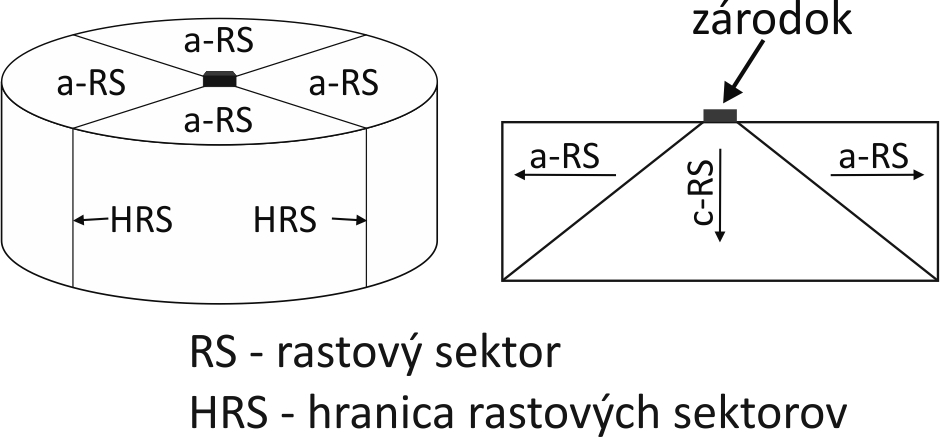 a-RS
a-RS
a-RS
a-RS
HRS
HRS
zárodok
a-RS
c-RS
a-RS
RS - rastový sektor
HRS - hranica rastových sektorov